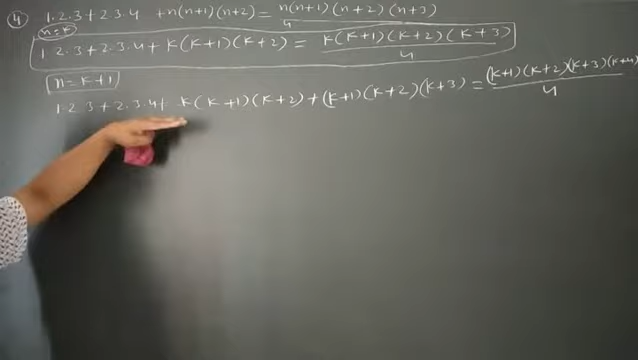 ④ 1.2.3+2.3.4 +n(n+1)(n+2) = n(n+1)(n+2)(n+3)/4
n=k
1.2.3+2.3.4+k(k+1)(k+2) = k(k+1)(k+2)(k+3)/4
n=k+1
1.2.3+2.3.4+ k(k+1)(k+2)+(k+1)(k+2)(k+3) = (k+1)(k+2)(k+3)(k+4)/4